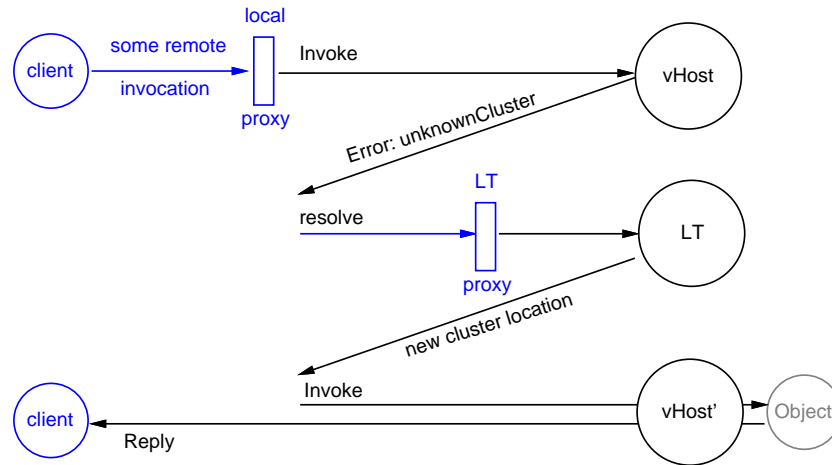 local
some remote
client
invocation
proxy
Invoke
vHost
Error: unknownCluster
LT
resolve
proxy
LT
new cluster location
Invoke
client
vHost'
Object
Reply